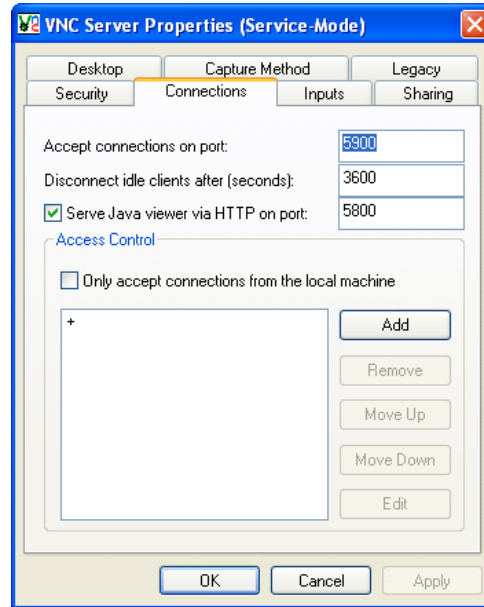 VNC Server Properties (Service-Mode)
Desktop Capture Method Legacy
Security Connections Inputs Sharing
Accept connections on port: 5900
Disconnect idle clients after (seconds): 3600
Serve Java viewer via HTTP on port: 5800
Access Control
Only accept connections from the local machine
+
Add
Remove
Move Up
Move Down
Edit
OK Cancel Apply